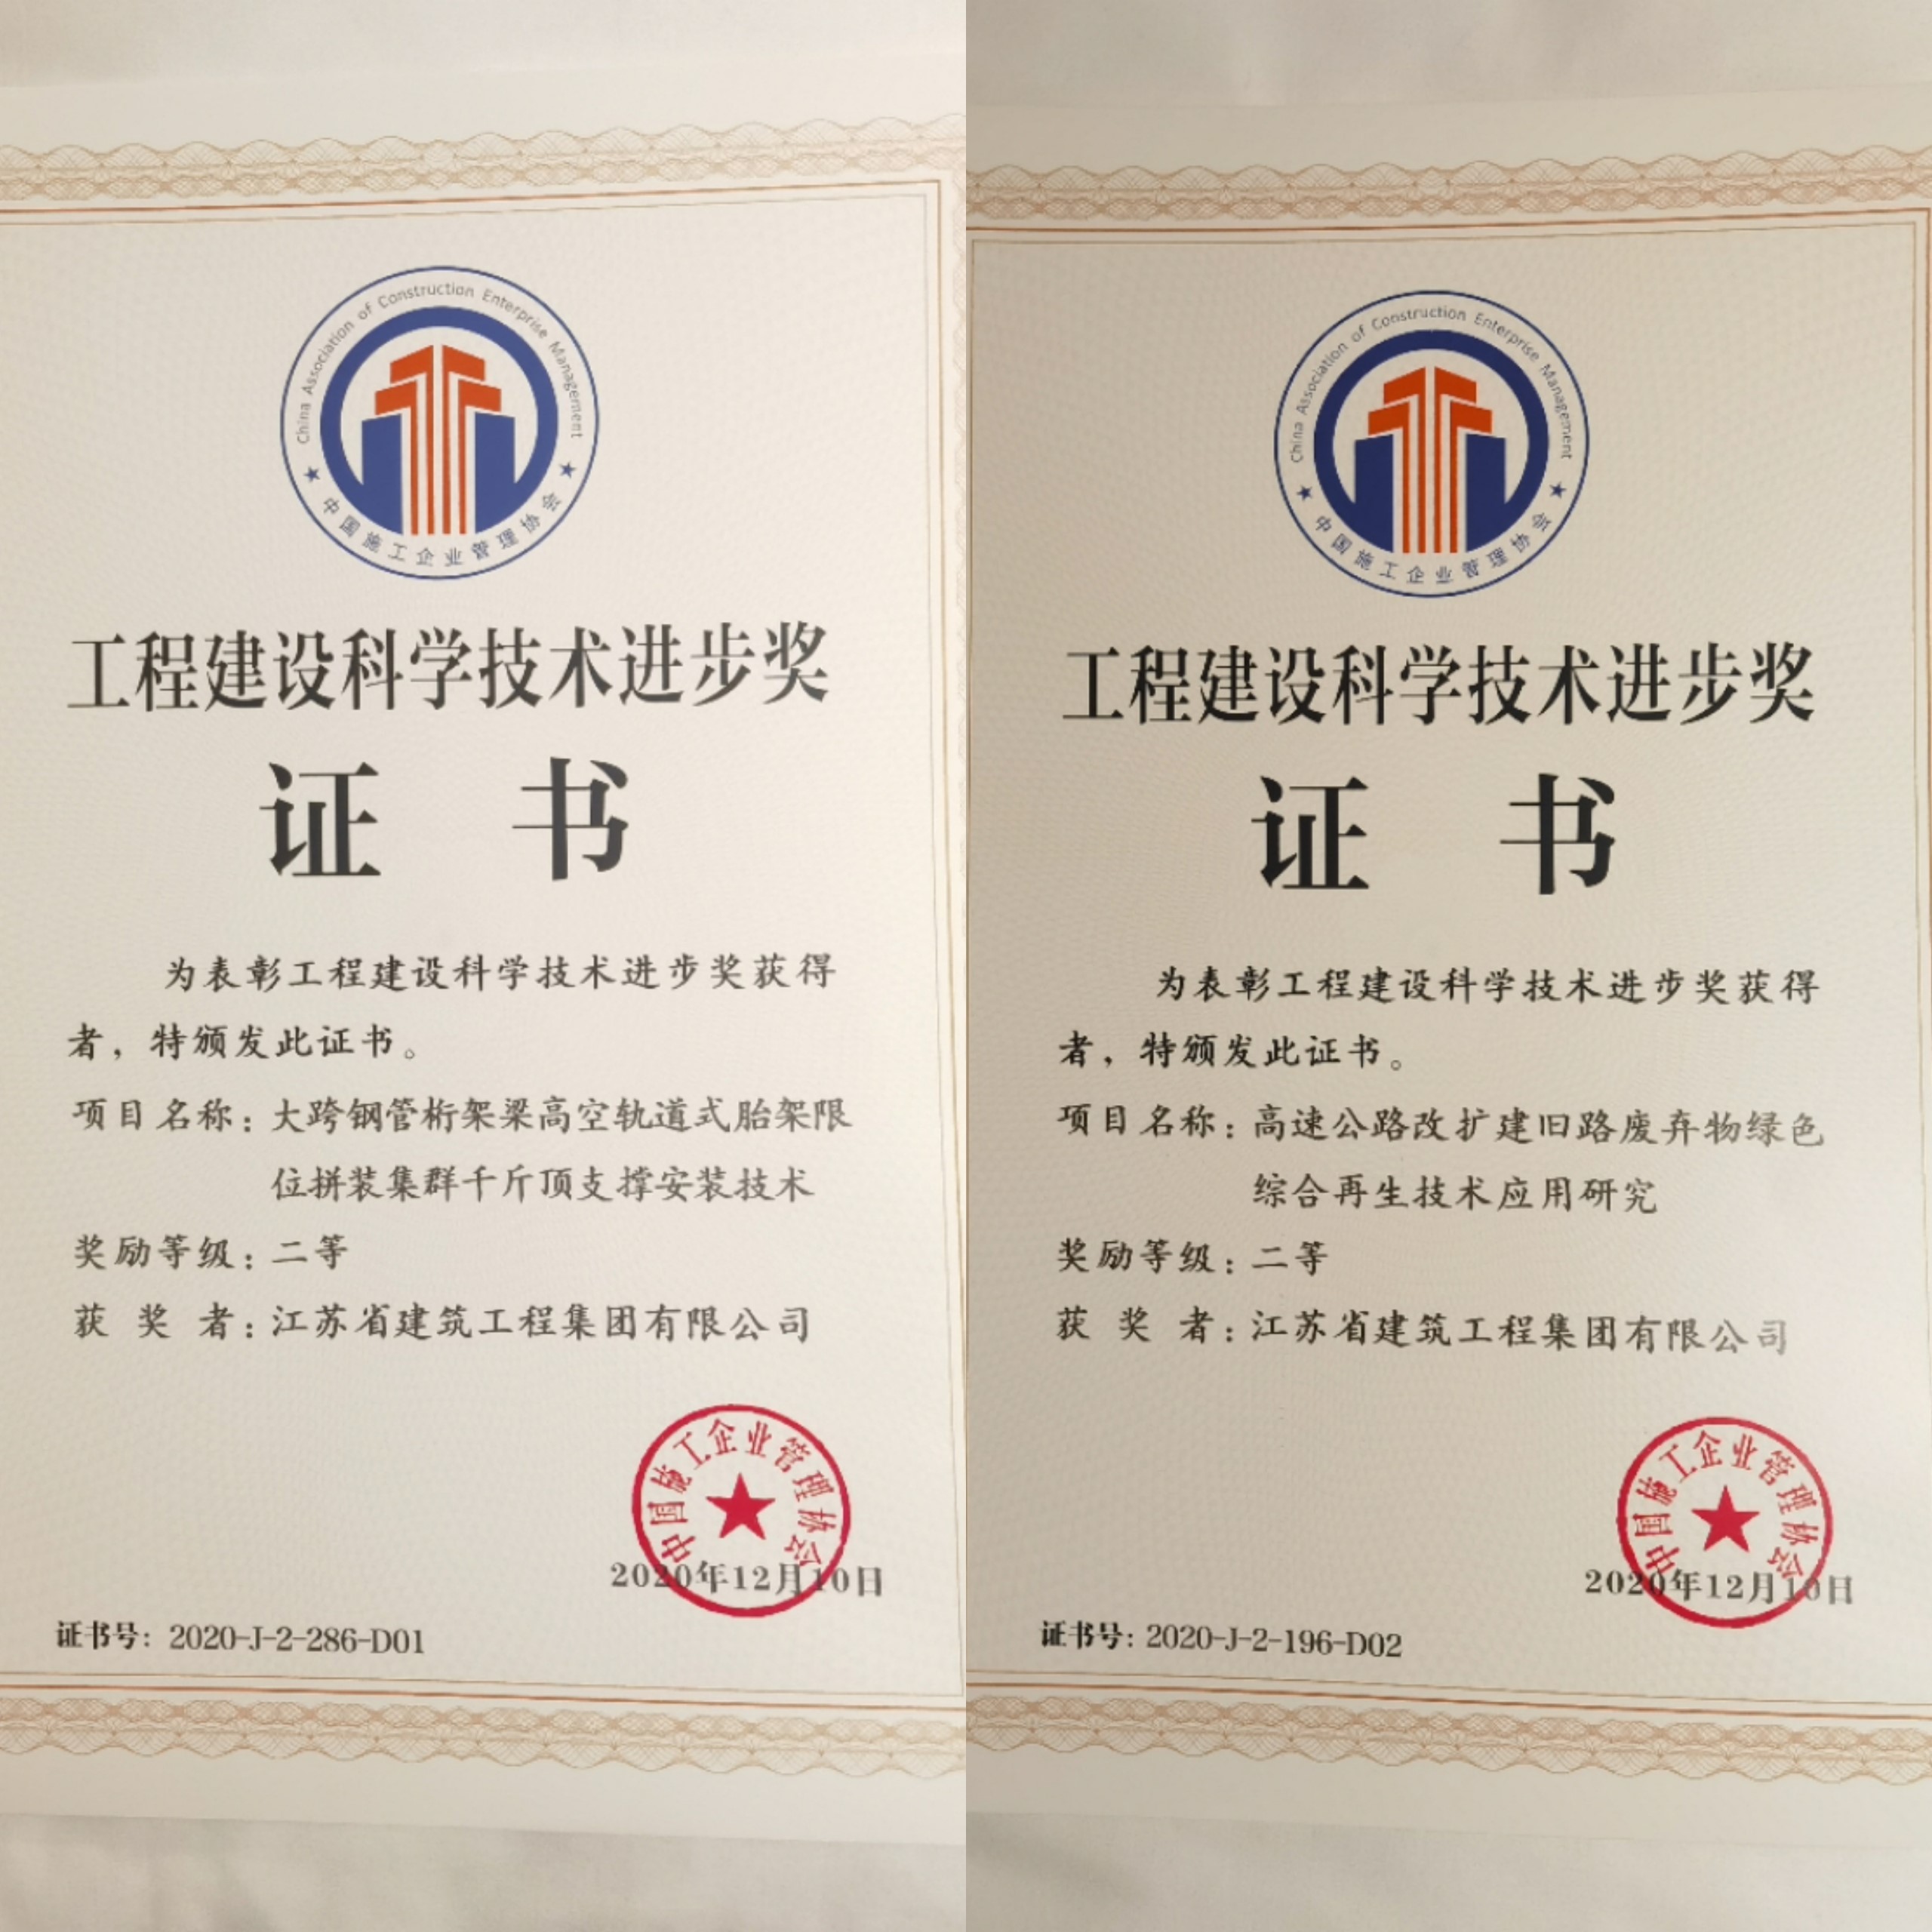 China Association of Construction Enterprise Management
中国施工企业管理协会
工程建设科学技术进步奖
证 书
为表彰工程建设科学技术进步奖获得
者，特颁发此证书。
项目名称：大跨钢管桁架梁高空轨道式胎架限
位拼装集群千斤顶支撑安装技术
奖励等级：二等
获 奖 者：江苏省建筑工程集团有限公司
中国施工企业管理协会
2020年12月10日
证书号：2020-J-2-286-D01
China Association of Construction Enterprise Management
中国施工企业管理协会
工程建设科学技术进步奖
证 书
为表彰工程建设科学技术进步奖获得
者，特颁发此证书。
项目名称：高速公路改扩建旧路废弃物绿色
综合再生技术应用研究
奖励等级：二等
获 奖 者：江苏省建筑工程集团有限公司
中国施工企业管理协会
2020年12月10日
证书号：2020-J-2-196-D02